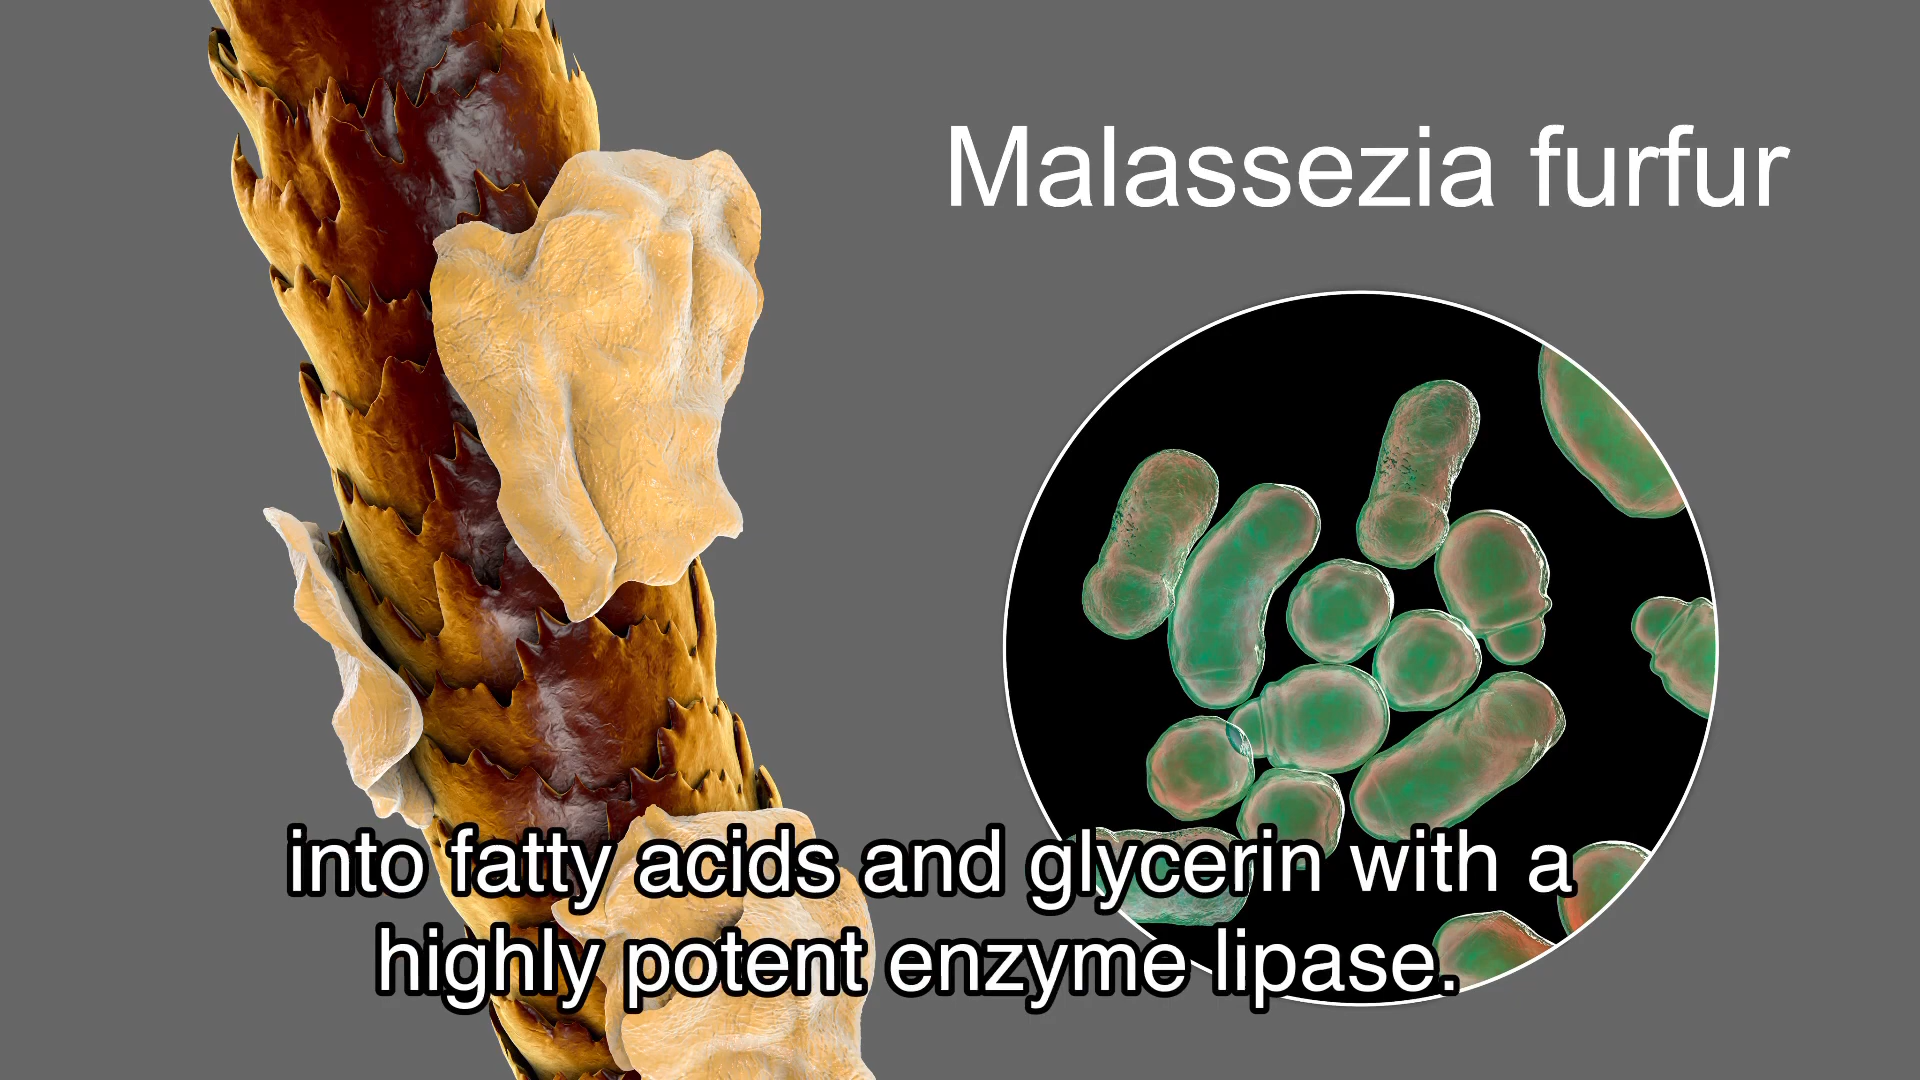 Malassezia furfur
into fatty acids and glycerin with a
highly potent enzyme lipase.